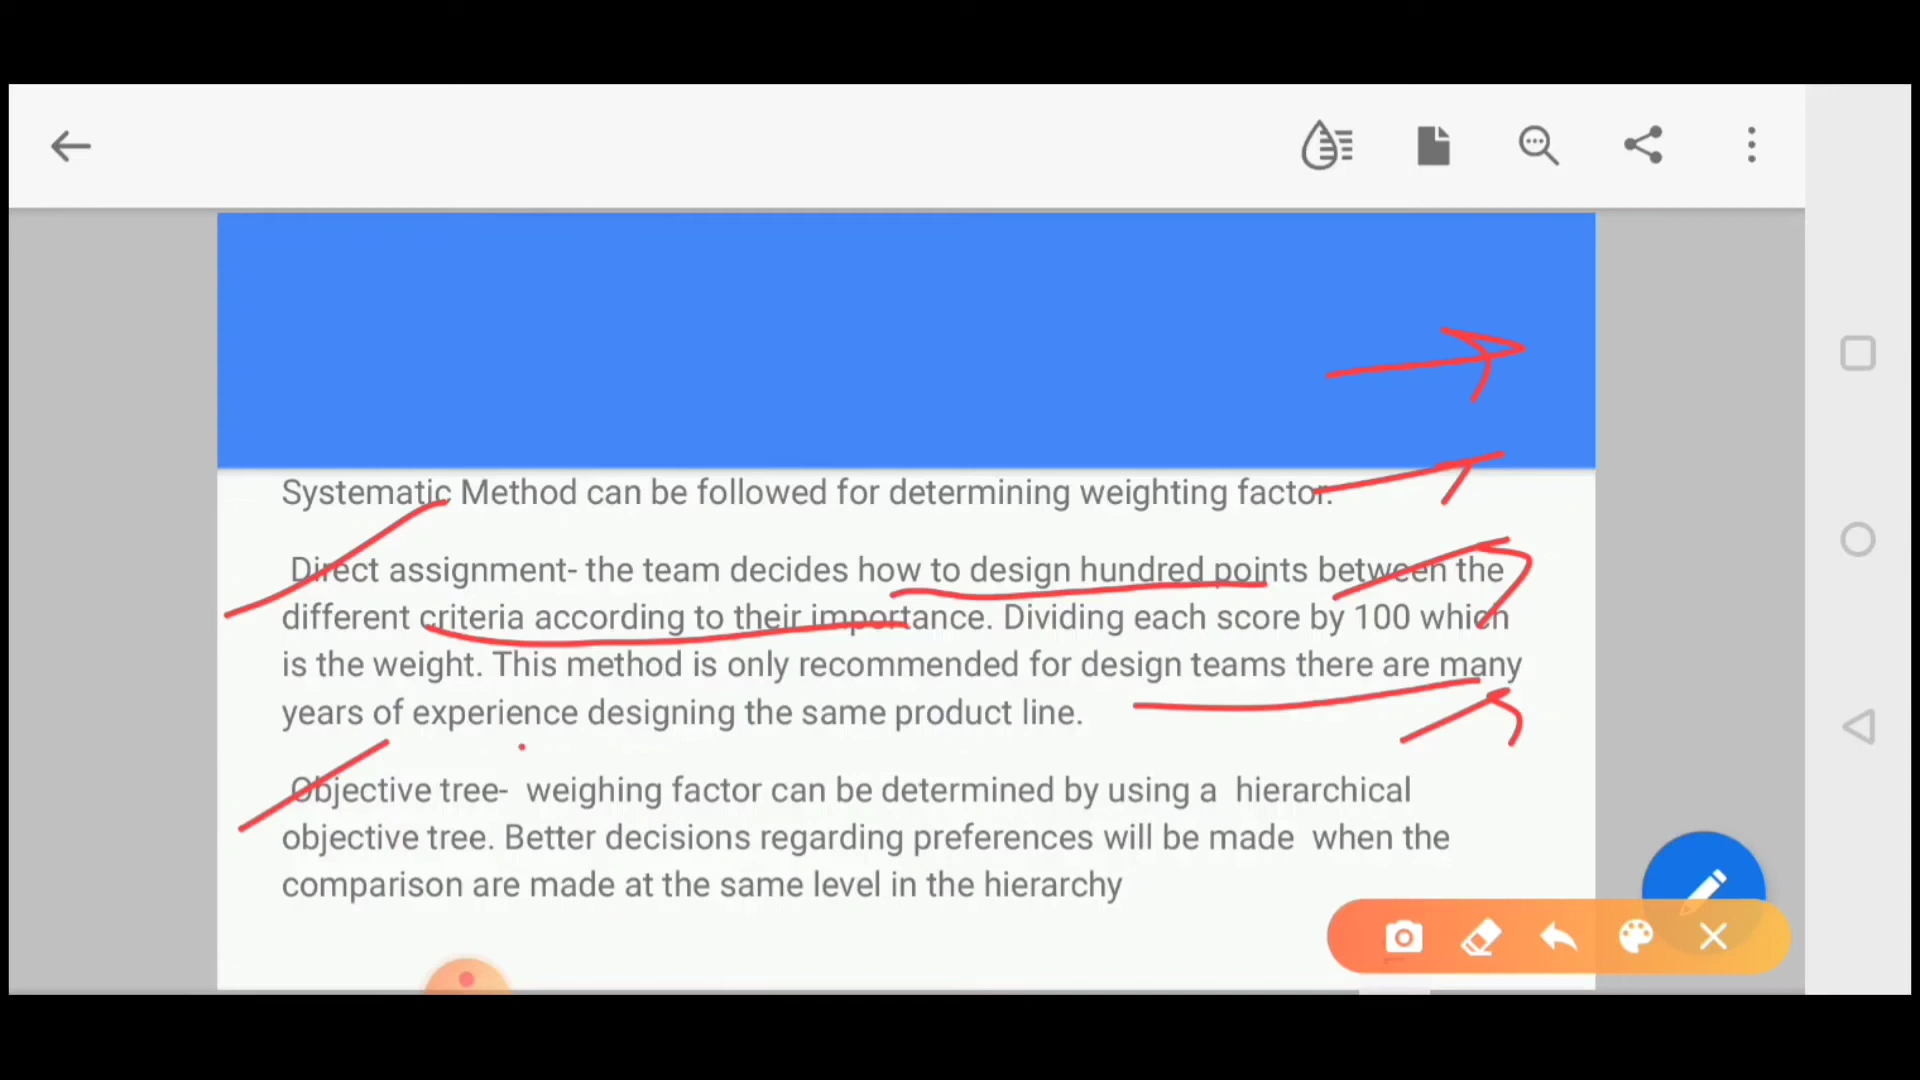 Systematic Method can be followed for determining weighting factor.
Direct assignment- the team decides how to design hundred points between the
different criteria according to their importance. Dividing each score by 100 which
is the weight. This method is only recommended for design teams there are many
years of experience designing the same product line.
Objective tree-  weighing factor can be determined by using a  hierarchical
objective tree. Better decisions regarding preferences will be made  when the
comparison are made at the same level in the hierarchy